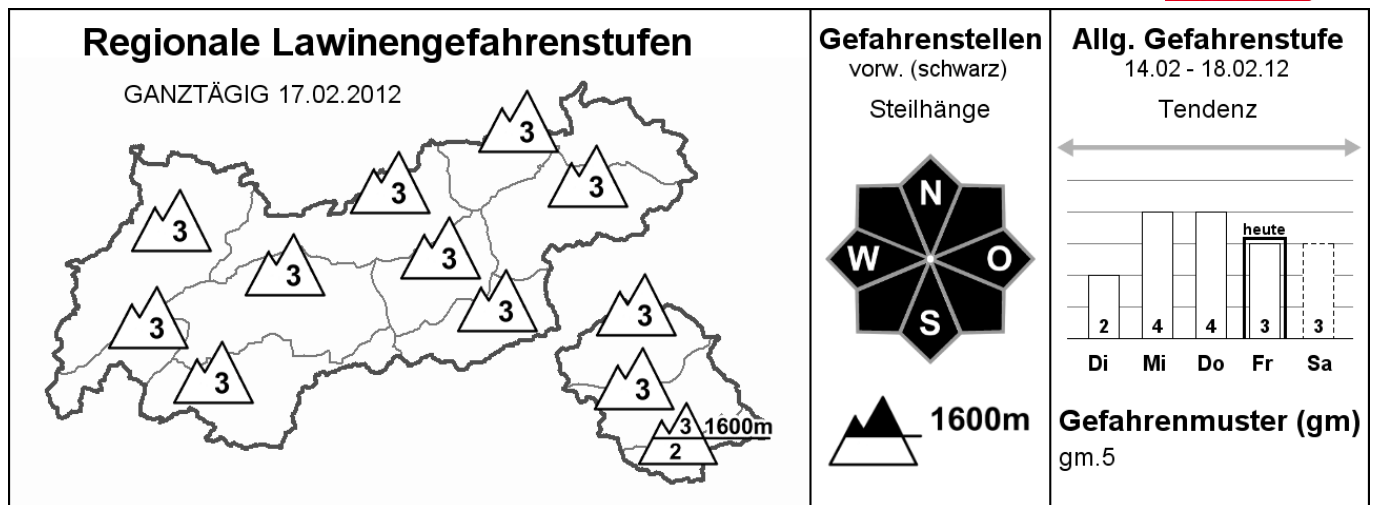 Regionale Lawinengefahrenstufen
GANZTÄGIG 17.02.2012
3
3
3
3
3
3
3
3
3
3
3
3
3 1600m
2
Gefahrenstellen
vorw. (schwarz)
Steilhänge
N
W O
S
1600m
Allg. Gefahrenstufe
14.02 - 18.02.12
Tendenz
heute
2 4 4 3 3
Di Mi Do Fr Sa
Gefahrenmuster (gm)
gm.5